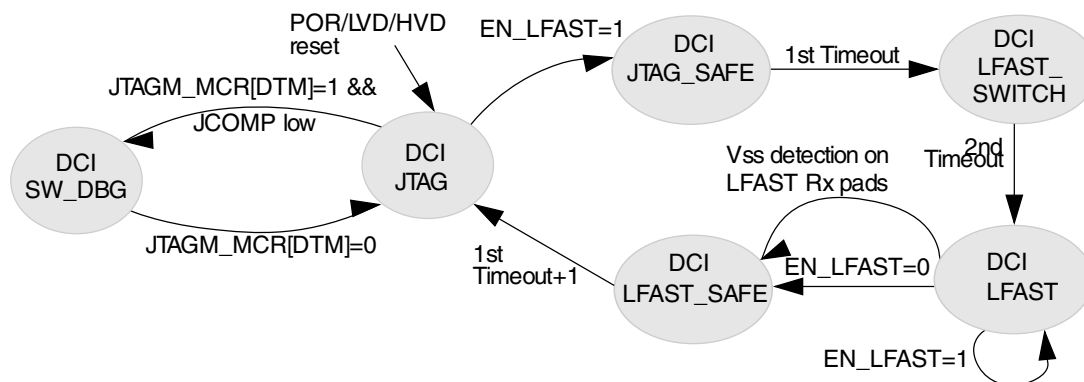 POR/LVD/HVD
reset
EN_LFAST=1
DCI
JTAG_SAFE
1st Timeout
DCI
LFAST_
SWITCH
JTAGM_MCR[DTM]=1 &&
JCOMP low
DCI
SW_DBG
DCI
JTAG
JTAGM_MCR[DTM]=0
2nd
Timeout
Vss detection on
LFAST Rx pads
1st
Timeout+1
DCI
LFAST_SAFE
EN_LFAST=0
DCI
LFAST
EN_LFAST=1